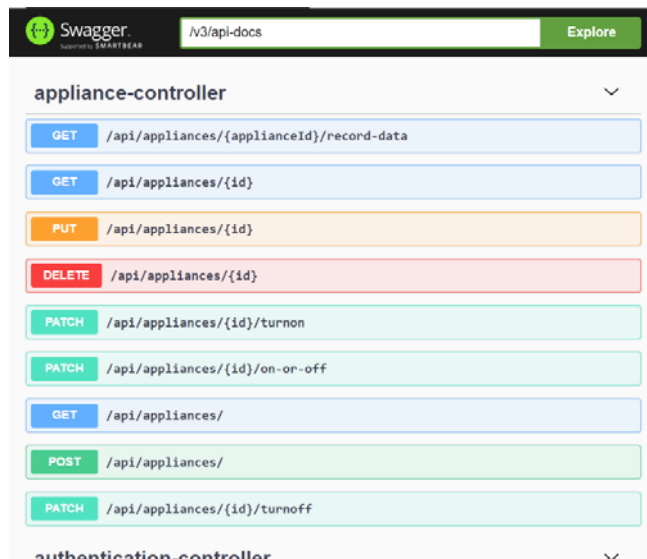 {··} Swagger.
Supported by SMARTBEAR
/v3/api-docs
Explore
appliance-controller
GET /api/appliances/{applianceId}/record-data
GET /api/appliances/{id}
PUT /api/appliances/{id}
DELETE /api/appliances/{id}
PATCH /api/appliances/{id}/turnon
PATCH /api/appliances/{id}/on-or-off
GET /api/appliances/
POST /api/appliances/
PATCH /api/appliances/{id}/turnoff
authentication-controller